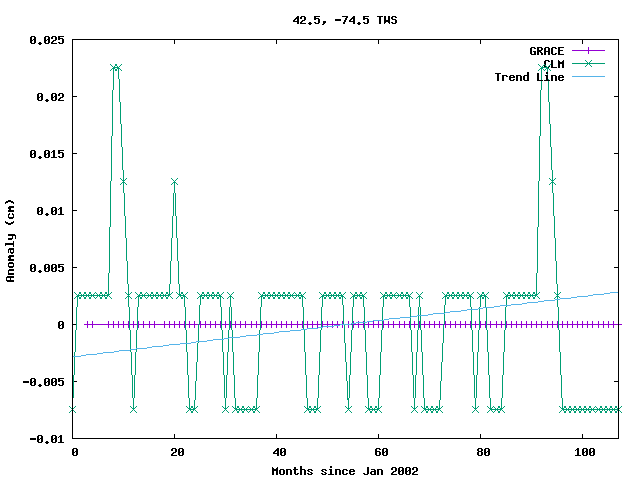 42.5, -74.5 TWS
0.025
0.02
0.015
0.01
0.005
0
-0.005
-0.01
Anomaly (cm)
GRACE
CLM
Trend Line
0 20 40 60 80 100
Months since Jan 2002